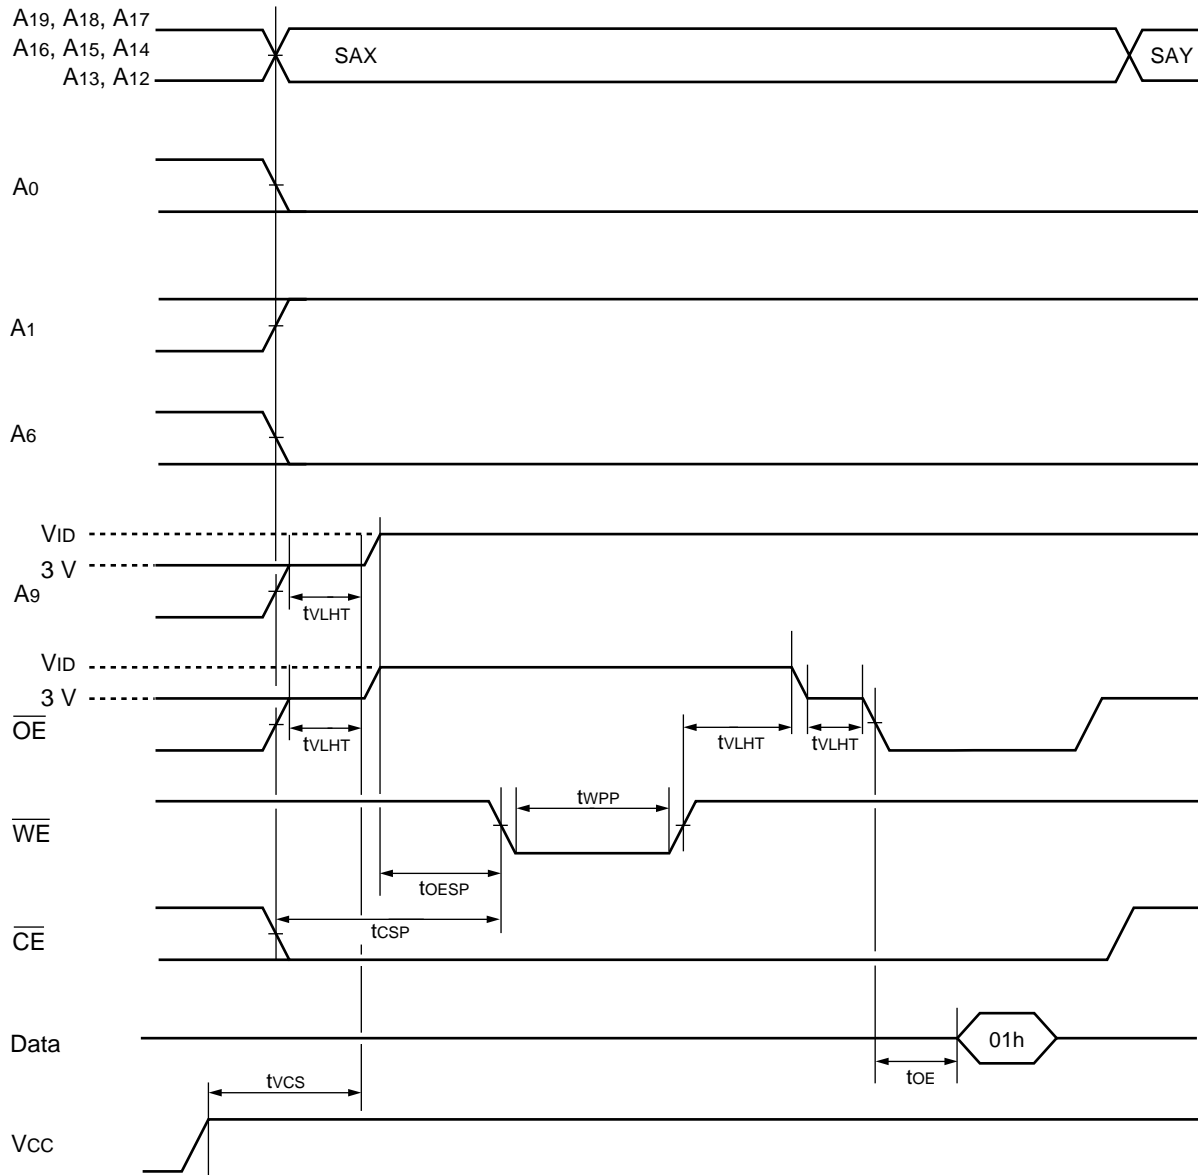 A19, A18, A17
A16, A15, A14
A13, A12
SAX
SAY
A0
A1
A6
VID
3 V
A9
tVLHT
VID
3 V
OE
tVLHT
tVLHT
tVLHT
WE
tWPP
tOESP
tCSP
CE
Data
01h
tOE
tVCS
VCC